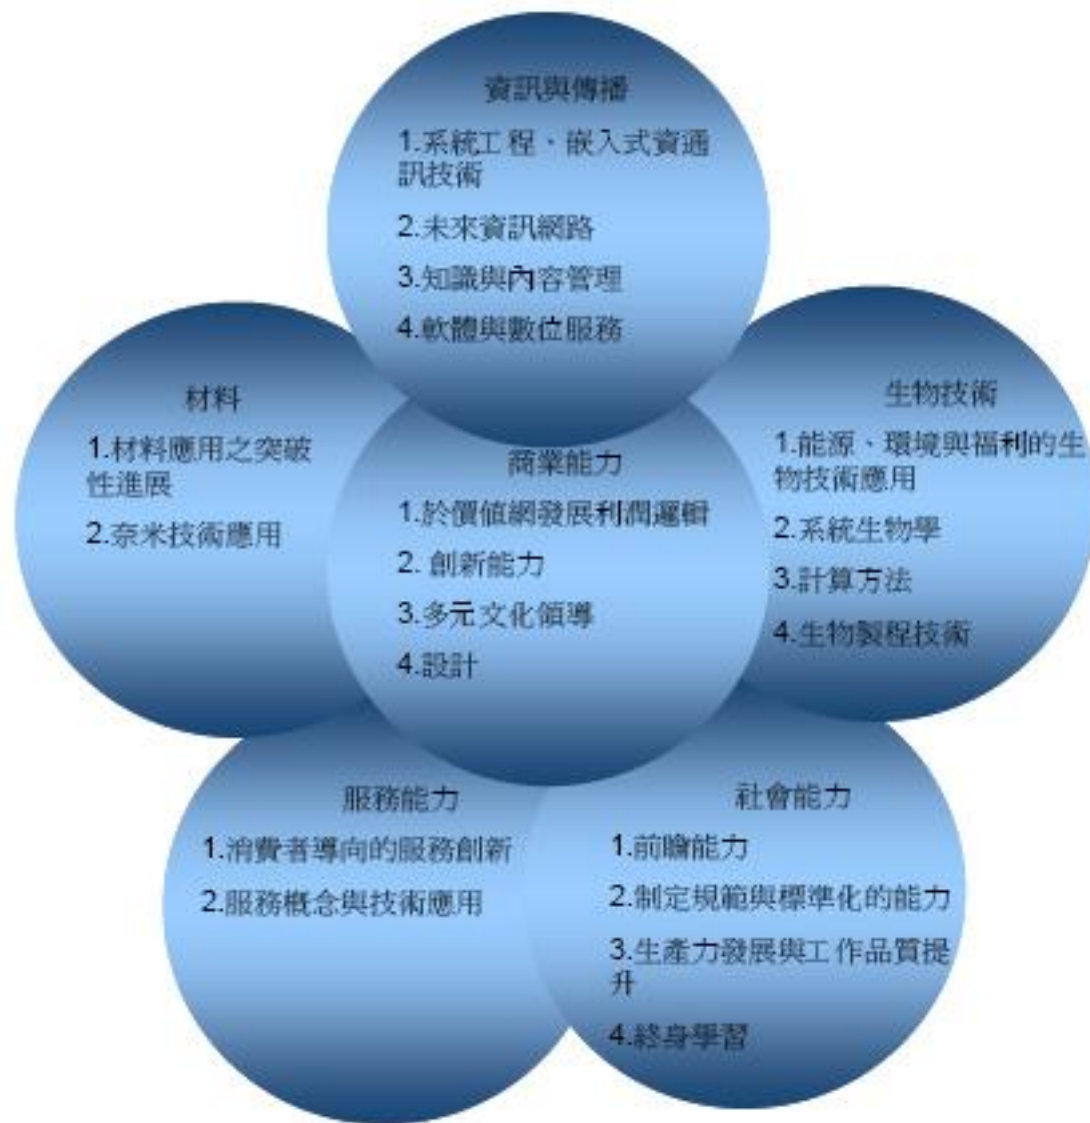 資訊與傳播
1.系統工程、嵌入式資通
訊技術
2.未來資訊網路
3.知識與內容管理
4.軟體與數位服務
材料
1.材料應用之突破
性進展
2.奈米技術應用
商業能力
1.於價值網發展利潤邏輯
2. 創新能力
3.多元文化領導
4.設計
生物技術
1.能源、環境與福利的生
物技術應用
2.系統生物學
3.計算方法
4.生物製程技術
服務能力
1.消費者導向的服務創新
2.服務概念與技術應用
社會能力
1.前瞻能力
2.制定規範與標準化的能力
3.生產力發展與工作品質提
升
4.終身學習